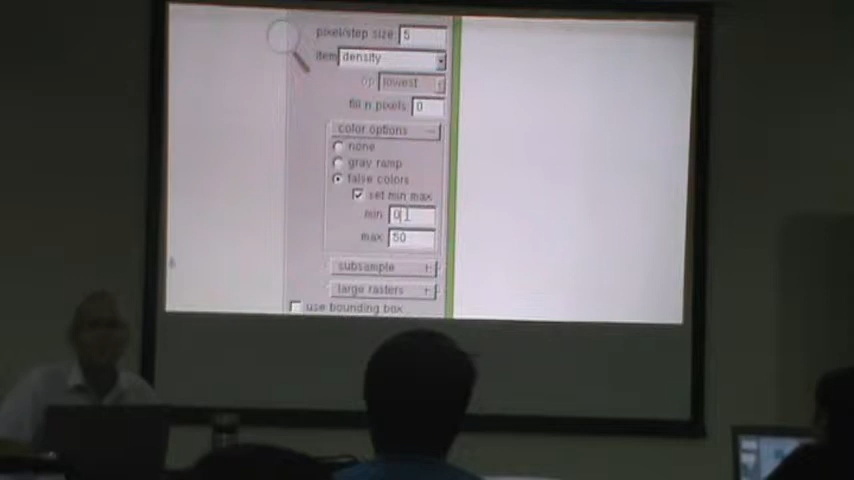 pixel/step size 5
item density
op lowest
fill n pixels 0
color options
none
gray ramp
false colors
set min max
min 0
max 50
subsample +
large rasters +
use bounding box